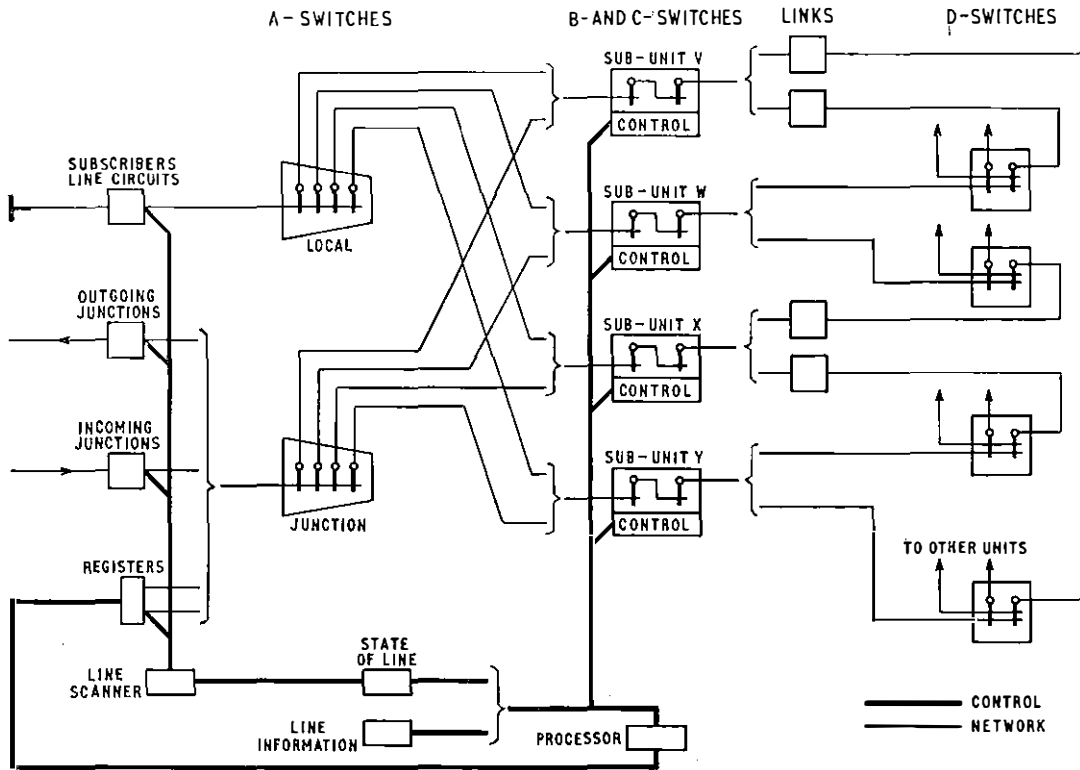 A-SWITCHES
B-AND C-SWITCHES
LINKS
D-SWITCHES
SUB-UNIT V
CONTROL
SUBSCRIBERS
LINE CIRCUITS
LOCAL
SUB-UNIT W
CONTROL
OUTGOING
JUNCTIONS
SUB-UNIT X
CONTROL
INCOMING
JUNCTIONS
JUNCTION
SUB-UNIT Y
CONTROL
REGISTERS
TO OTHER UNITS
LINE
SCANNER
STATE
OF LINE
LINE
INFORMATION
PROCESSOR
CONTROL
NETWORK